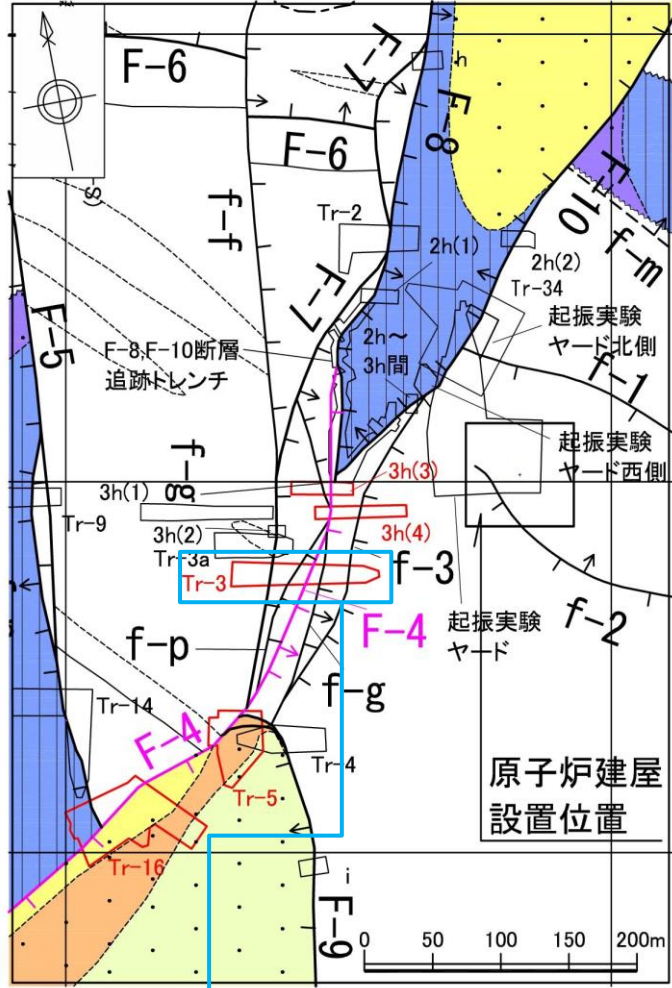 F-6
F-7
h
F-8
F-6
F-10
f-m
f-f
Tr-2
2h(1)
2h(2)
Tr-34
F-7
F-5
F-8,F-10断層
追跡トレンチ
2h～
3h間
起振実験
ヤード北側
f-1
起振実験
ヤード西側
f-g
3h(1)
3h(3)
Tr-9
3h(2)
3h(4)
Tr-3a
Tr-3
f-3
F-4
起振実験
ヤード
f-2
f-p
f-g
Tr-14
F-4
Tr-4
Tr-5
原子炉建屋
設置位置
Tr-16
i
F-9
0 50 100 150 200m